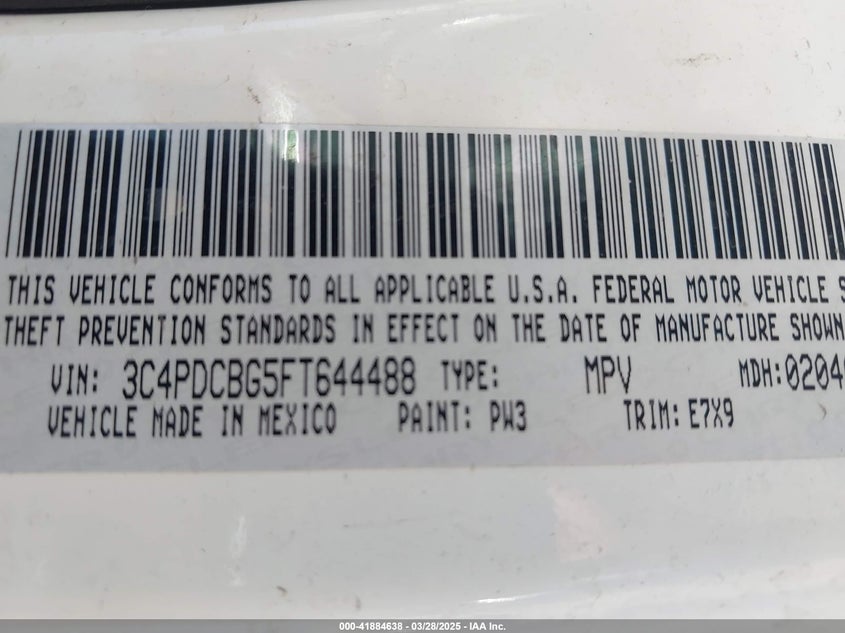 THIS VEHICLE CONFORMS TO ALL APPLICABLE U.S.A. FEDERAL MOTOR VEHICLE S
THEFT PREVENTION STANDARDS IN EFFECT ON THE DATE OF MANUFACTURE SHOWN
VIN: 3C4PDCBG5FT644488 TYPE: MPV MDH:0204
VEHICLE MADE IN MEXICO PAINT: PW3 TRIM: E7X9
000-41884638 - 03/28/2025 - IAA Inc.